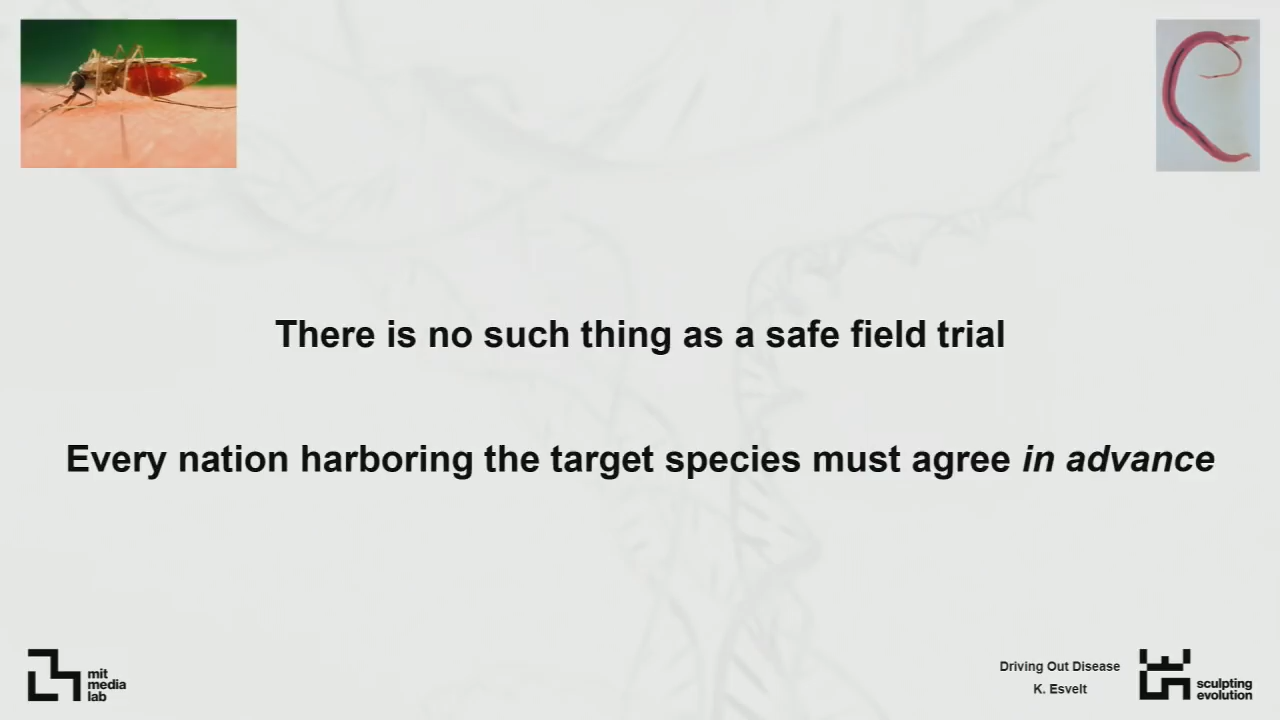 There is no such thing as a safe field trial
Every nation harboring the target species must agree in advance
mit
media
lab
Driving Out Disease
K. Esvelt
sculpting
evolution